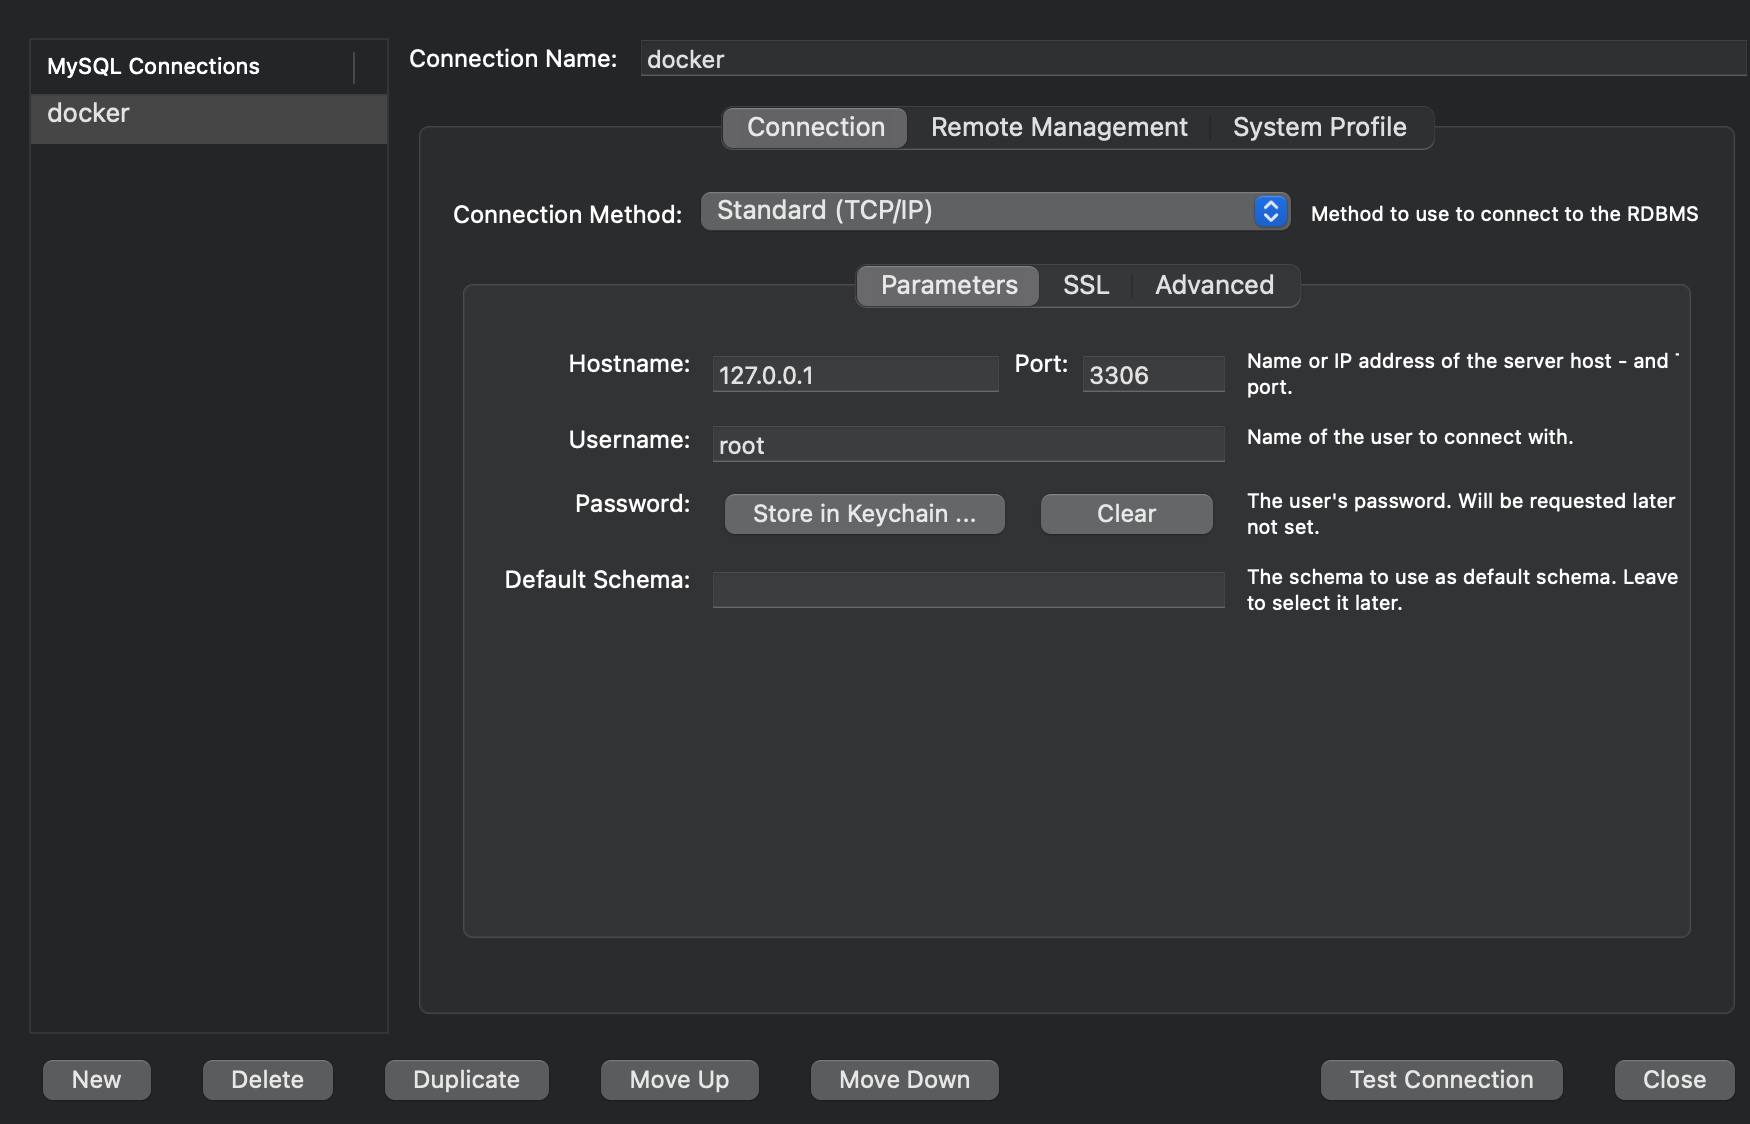 MySQL Connections
docker
Connection Name: docker
Connection Remote Management System Profile
Connection Method: Standard (TCP/IP) Method to use to connect to the RDBMS
Parameters SSL Advanced
Hostname: 127.0.0.1 Port: 3306 Name or IP address of the server host - and
port.
Username: root Name of the user to connect with.
Password: Store in Keychain ... Clear The user's password. Will be requested later
not set.
Default Schema: The schema to use as default schema. Leave
to select it later.
New Delete Duplicate Move Up Move Down Test Connection Close